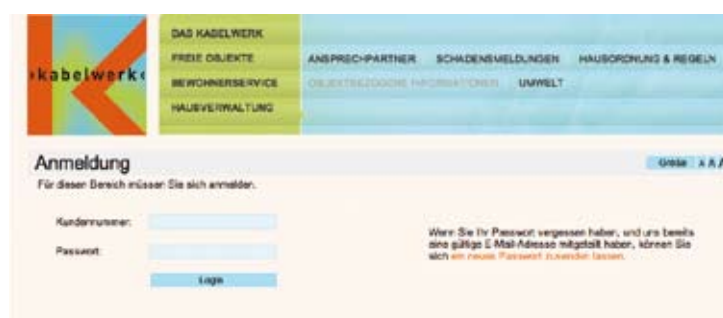 ›kabelwerk‹
DAS KABELWERK
FREIE OBJEKTE
BEWOHNERSERVICE
HAUSVERWALTUNG
ANSPRECHPARTNER SCHADENSMELDUNGEN HAUSORDNUNG & REGELN
OBJEKTBEZOGENE INFORMATIONEN UMWELT
Anmeldung
Größe A A A
Für diesen Bereich müssen Sie sich anmelden.
Kundennummer:
Passwort:
Login
Wenn Sie Ihr Passwort vergessen haben, und uns bereits
eine gültige E-Mail-Adresse mitgeteilt haben, können Sie
sich ein neues Passwort zusenden lassen.